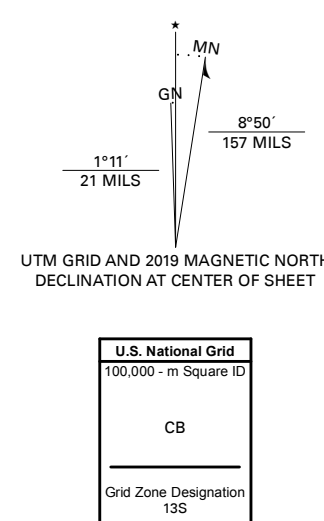 ★
MN
GN
8°50´
157 MILS
1°11´
21 MILS
UTM GRID AND 2019 MAGNETIC NORTH
DECLINATION AT CENTER OF SHEET
U.S. National Grid
100,000 - m Square ID
CB
Grid Zone Designation
13S